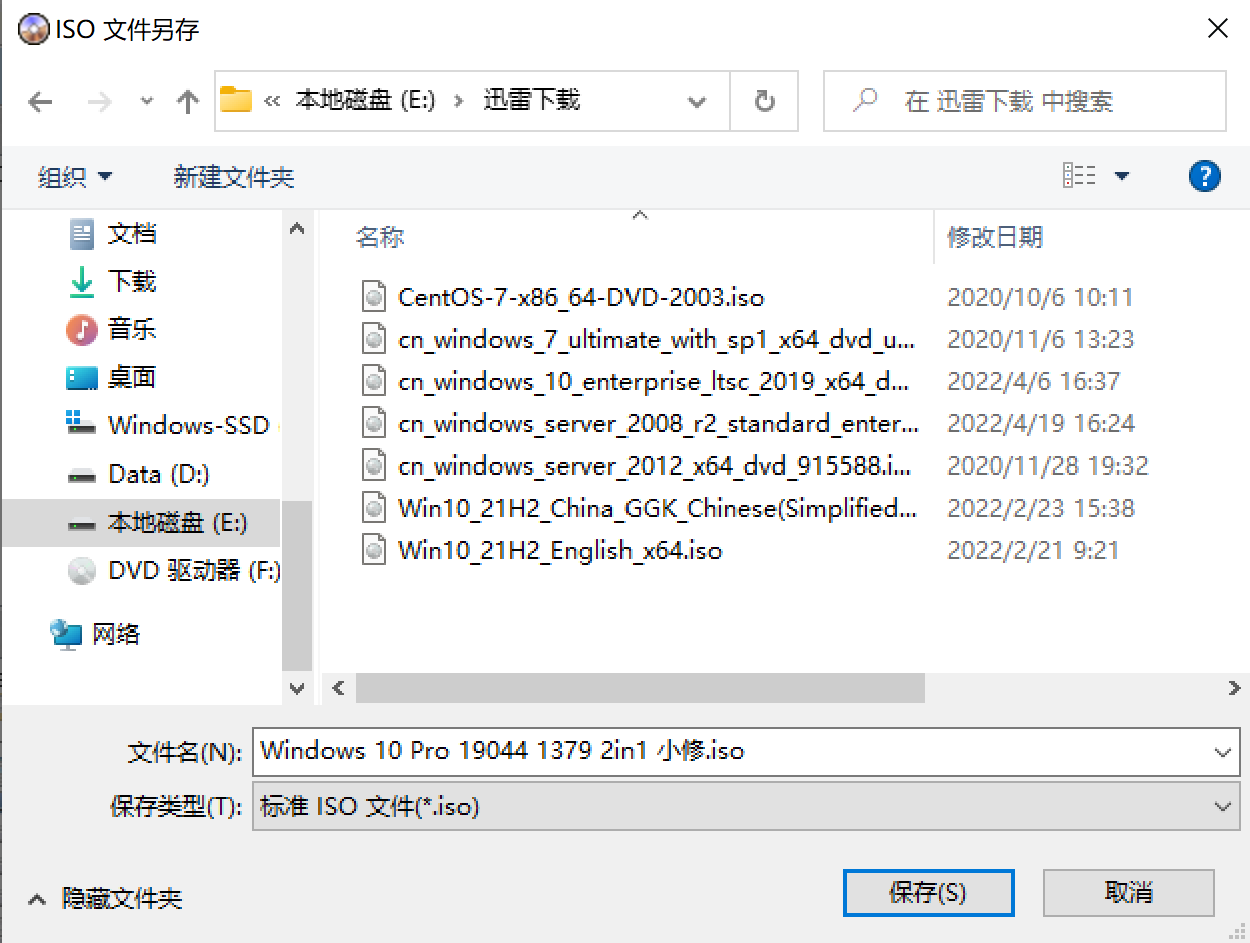 ISO 文件另存
« 本地磁盘 (E:) › 迅雷下载
在 迅雷下载 中搜索
组织 新建文件夹
名称 修改日期
文档
下载
音乐
桌面
Windows-SSD
Data (D:)
本地磁盘 (E:)
DVD 驱动器 (F:)
网络
CentOS-7-x86_64-DVD-2003.iso 2020/10/6 10:11
cn_windows_7_ultimate_with_sp1_x64_dvd_u... 2020/11/6 13:23
cn_windows_10_enterprise_ltsc_2019_x64_d... 2022/4/6 16:37
cn_windows_server_2008_r2_standard_enter... 2022/4/19 16:24
cn_windows_server_2012_x64_dvd_915588.i... 2020/11/28 19:32
Win10_21H2_China_GGK_Chinese(Simplified... 2022/2/23 15:38
Win10_21H2_English_x64.iso 2022/2/21 9:21
文件名(N): Windows 10 Pro 19044 1379 2in1 小修.iso
保存类型(T): 标准 ISO 文件(*.iso)
隐藏文件夹 保存(S) 取消